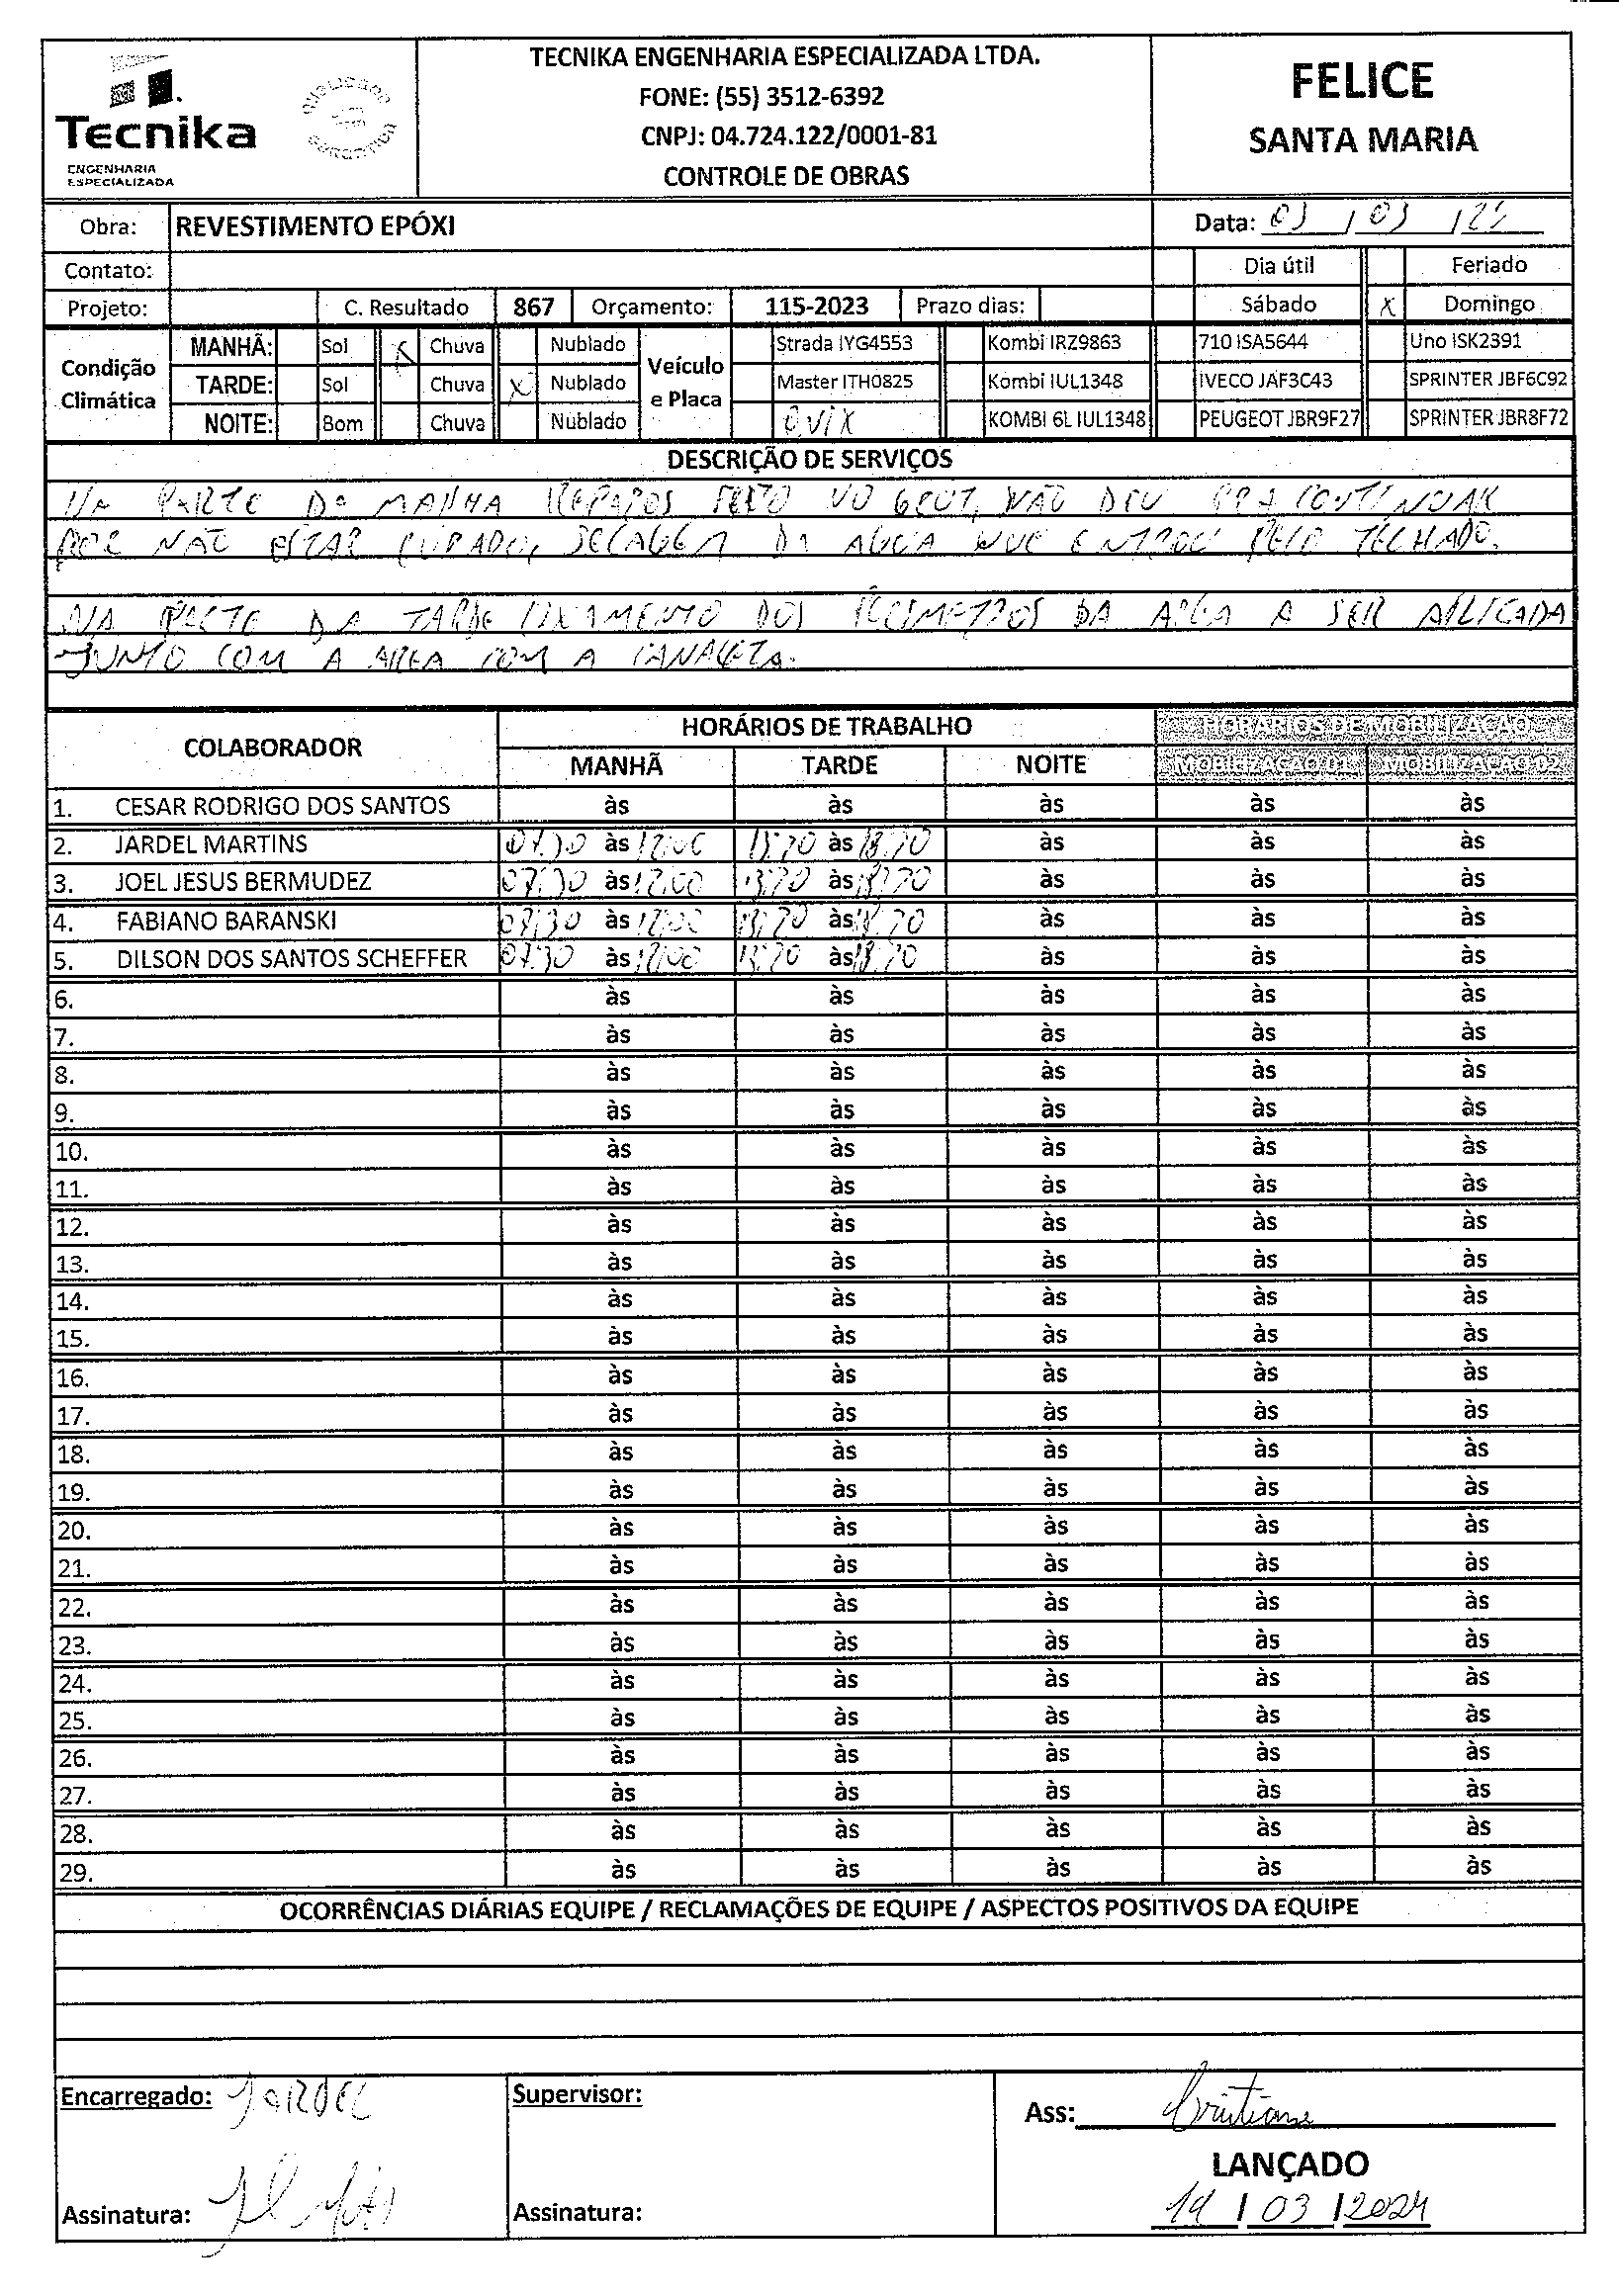 TECNIKA ENGENHARIA ESPECIALIZADA LTDA.
FONE: (55) 3512-6392
CNPJ: 04.724.122/0001-81
CONTROLE DE OBRAS
Tecnika
ENGENHARIA
ESPECIALIZADA
FELICE
SANTA MARIA
Obra: REVESTIMENTO EPÓXI
Data: 03 / 03 /
Contato:
Dia útil Feriado
Projeto: C. Resultado 867 Orçamento: 115-2023 Prazo dias:
Sábado X Domingo
Condição Climática
MANHÃ: Sol X Chuva Nublado
TARDE: Sol Chuva X Nublado
NOITE: Bom Chuva Nublado
Veículo e Placa
Strada IYG4553 Kombi IRZ9863 710 ISA5644 Uno ISK2391
Master ITH0825 Kombi IUL1348 IVECO JAF3C43 SPRINTER JBF6C92
KOMBI 6L IUL1348 PEUGEOT JBR9F27 SPRINTER JBR8F72
DESCRIÇÃO DE SERVIÇOS
NA PARTE DA MANHA REPAROS FEITO NO GROUT, NÃO DEU PRA CONTINUAR
POR NÃO ESTAR CURADO, SECAGEM DA AGUA QUE ENTROU PELO TECHADO.
NA PARTE DA TARDE DA AREA A SER APLICADA
JUNTO COM A AREA COM A CANALETA.
COLABORADOR
HORÁRIOS DE TRABALHO
HORÁRIOS DE MOBILIZAÇÃO
MANHÃ TARDE NOITE MOBILIZAÇÃO 01 MOBILIZAÇÃO 02
1. CESAR RODRIGO DOS SANTOS às às às às às
2. JARDEL MARTINS 07:30 às 12:00 13:30 às 18:30 às às às
3. JOEL JESUS BERMUDEZ 07:30 às 12:00 13:30 às 18:30 às às às
4. FABIANO BARANSKI 07:30 às 12:00 13:30 às 18:30 às às às
5. DILSON DOS SANTOS SCHEFFER 07:30 às 12:00 13:30 às 18:30 às às às
6. às às às às às
7. às às às às às
8. às às às às às
9. às às às às às
10. às às às às às
11. às às às às às
12. às às às às às
13. às às às às às
14. às às às às às
15. às às às às às
16. às às às às às
17. às às às às às
18. às às às às às
19. às às às às às
20. às às às às às
21. às às às às às
22. às às às às às
23. às às às às às
24. às às às às às
25. às às às às às
26. às às às às às
27. às às às às às
28. às às às às às
29. às às às às às
OCORRÊNCIAS DIÁRIAS EQUIPE / RECLAMAÇÕES DE EQUIPE / ASPECTOS POSITIVOS DA EQUIPE
Encarregado: JARDEL
Supervisor:
Ass: Cristiane
LANÇADO
Assinatura:
Assinatura:
19 / 03 / 2024